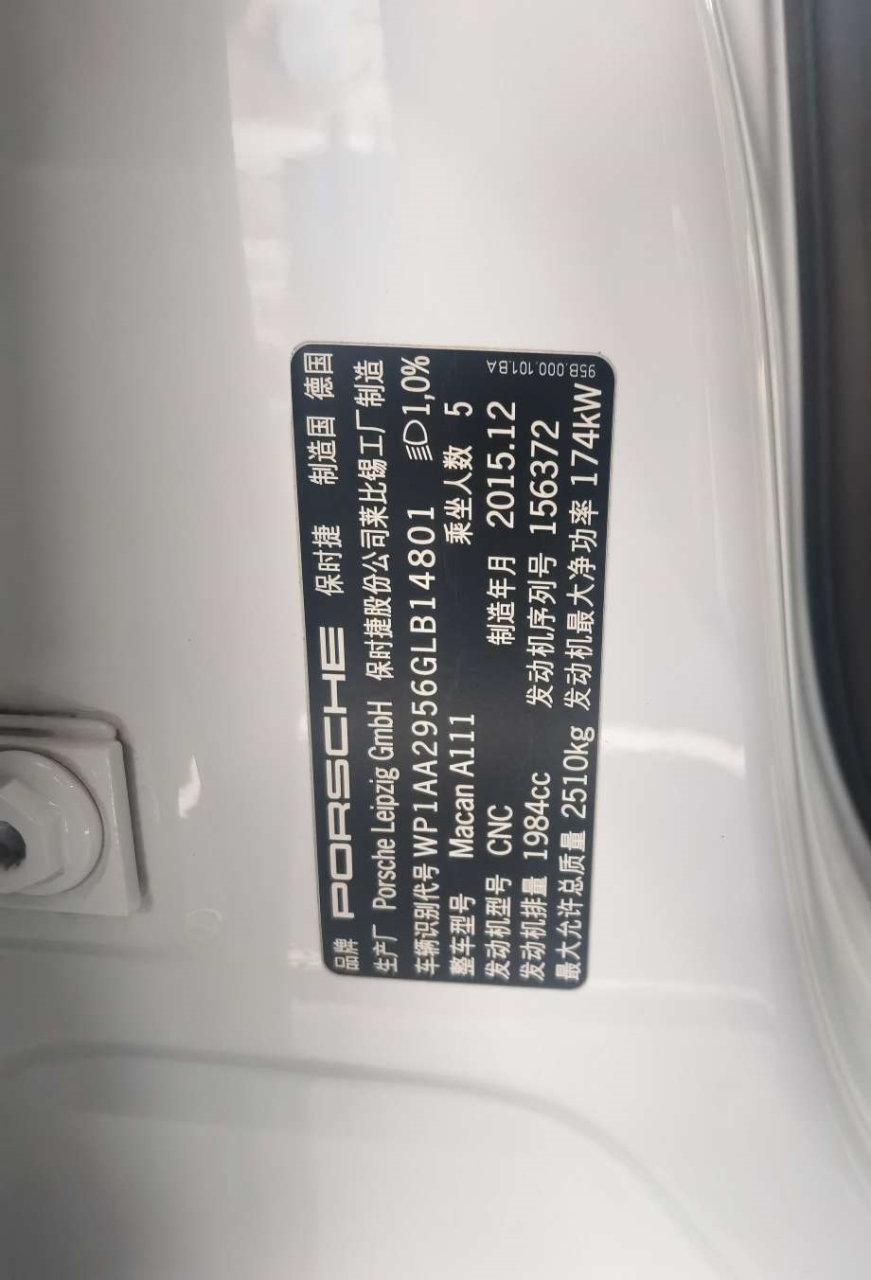 品牌 PORSCHE 保时捷 制造国 德国
生产厂 Porsche Leipzig GmbH 保时捷股份公司莱比锡工厂制造
车辆识别代号 WP1AA2956GLB14801 1,0%
整车型号 Macan A111 乘坐人数 5
发动机型号 CNC 制造年月 2015.12
发动机排量 1984cc 发动机序列号 156372
最大允许总质量 2510kg 发动机最大净功率 174kW
95B.000.101.BA